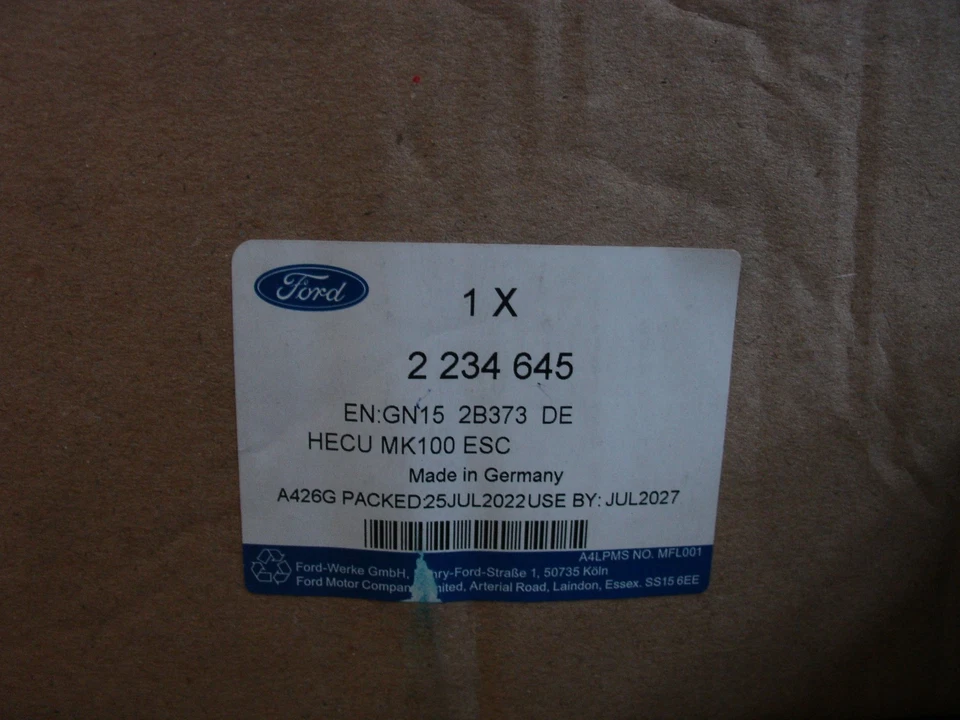 Ford
1 X
2 234 645
EN:GN15 2B373 DE
HECU MK100 ESC
Made in Germany
A426G PACKED:25JUL2022USE BY: JUL2027
A4LPMS NO. MFL001
Ford-Werke GmbH, -Ford-Straße 1, 50735 Köln
Ford Motor Arterial Road, Laindon, Essex. SS15 6EE